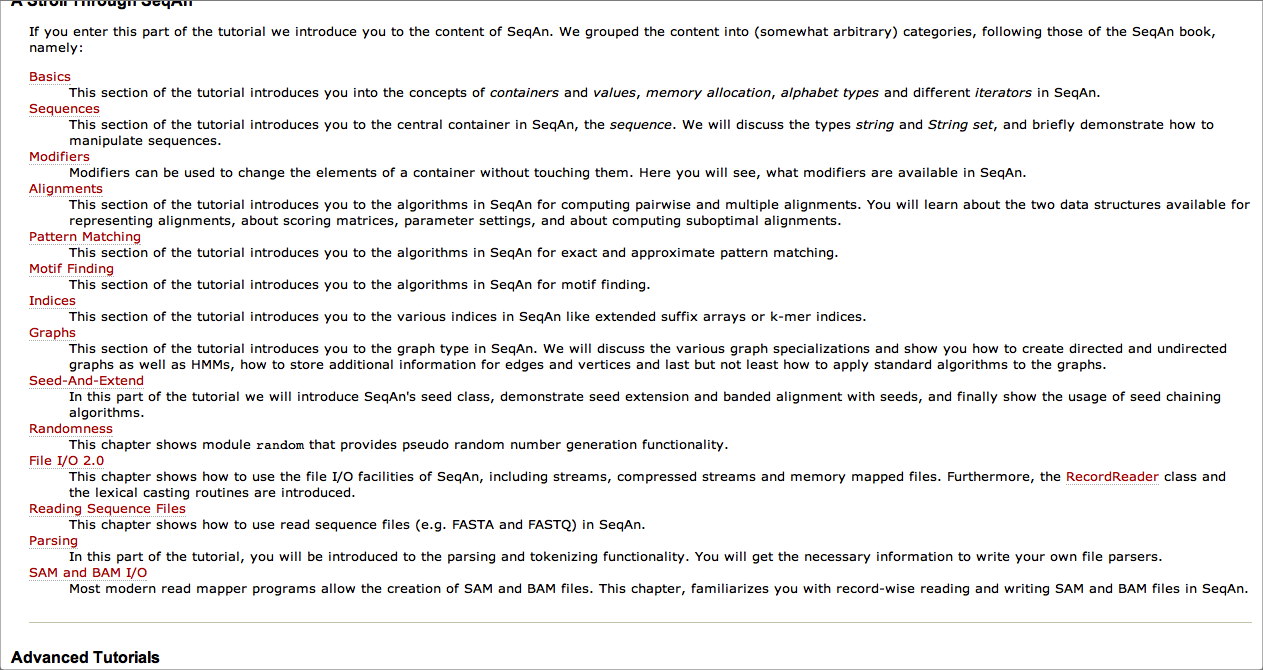 A Stroll Through SeqAn
If you enter this part of the tutorial we introduce you to the content of SeqAn. We grouped the content into (somewhat arbitrary) categories, following those of the SeqAn book,
namely:
Basics
This section of the tutorial introduces you into the concepts of containers and values, memory allocation, alphabet types and different iterators in SeqAn.
Sequences
This section of the tutorial introduces you to the central container in SeqAn, the sequence. We will discuss the types string and String set, and briefly demonstrate how to
manipulate sequences.
Modifiers
Modifiers can be used to change the elements of a container without touching them. Here you will see, what modifiers are available in SeqAn.
Alignments
This section of the tutorial introduces you to the algorithms in SeqAn for computing pairwise and multiple alignments. You will learn about the two data structures available for
representing alignments, about scoring matrices, parameter settings, and about computing suboptimal alignments.
Pattern Matching
This section of the tutorial introduces you to the algorithms in SeqAn for exact and approximate pattern matching.
Motif Finding
This section of the tutorial introduces you to the algorithms in SeqAn for motif finding.
Indices
This section of the tutorial introduces you to the various indices in SeqAn like extended suffix arrays or k-mer indices.
Graphs
This section of the tutorial introduces you to the graph type in SeqAn. We will discuss the various graph specializations and show you how to create directed and undirected
graphs as well as HMMs, how to store additional information for edges and vertices and last but not least how to apply standard algorithms to the graphs.
Seed-And-Extend
In this part of the tutorial we will introduce SeqAn's seed class, demonstrate seed extension and banded alignment with seeds, and finally show the usage of seed chaining
algorithms.
Randomness
This chapter shows module random that provides pseudo random number generation functionality.
File I/O 2.0
This chapter shows how to use the file I/O facilities of SeqAn, including streams, compressed streams and memory mapped files. Furthermore, the RecordReader class and
the lexical casting routines are introduced.
Reading Sequence Files
This chapter shows how to use read sequence files (e.g. FASTA and FASTQ) in SeqAn.
Parsing
In this part of the tutorial, you will be introduced to the parsing and tokenizing functionality. You will get the necessary information to write your own file parsers.
SAM and BAM I/O
Most modern read mapper programs allow the creation of SAM and BAM files. This chapter, familiarizes you with record-wise reading and writing SAM and BAM files in SeqAn.
Advanced Tutorials